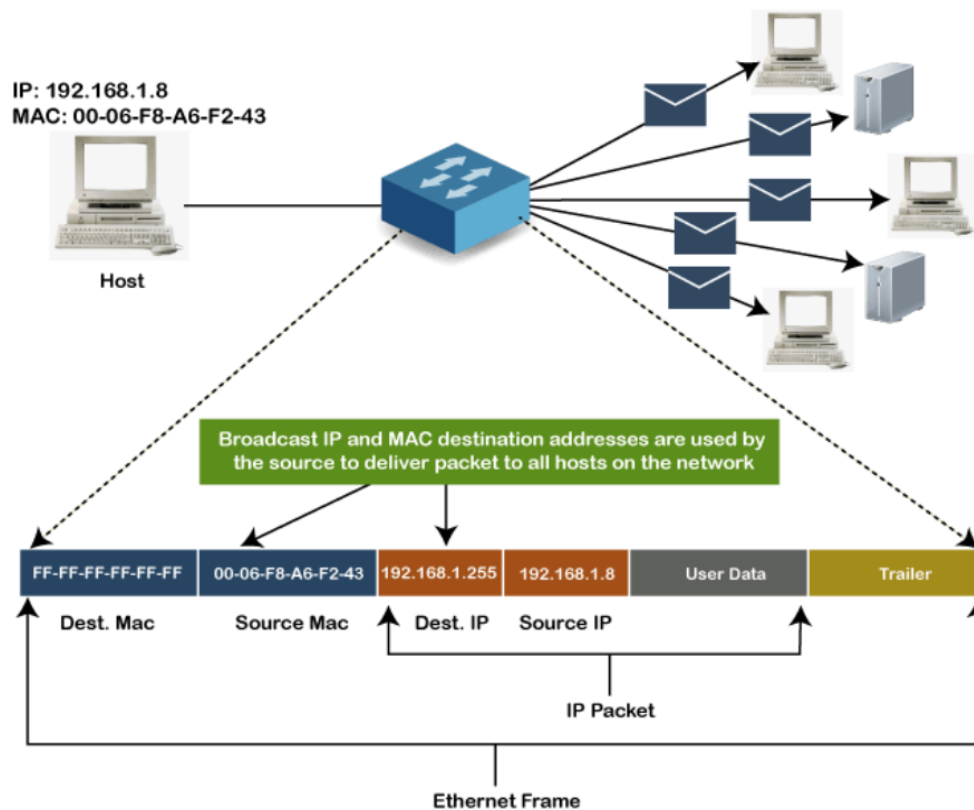 IP: 192.168.1.8
MAC: 00-06-F8-A6-F2-43
Host
Broadcast IP and MAC destination addresses are used by
the source to deliver packet to all hosts on the network
FF-FF-FF-FF-FF-FF 00-06-F8-A6-F2-43 192.168.1.255 192.168.1.8 User Data Trailer
Dest. Mac Source Mac Dest. IP Source IP
IP Packet
Ethernet Frame